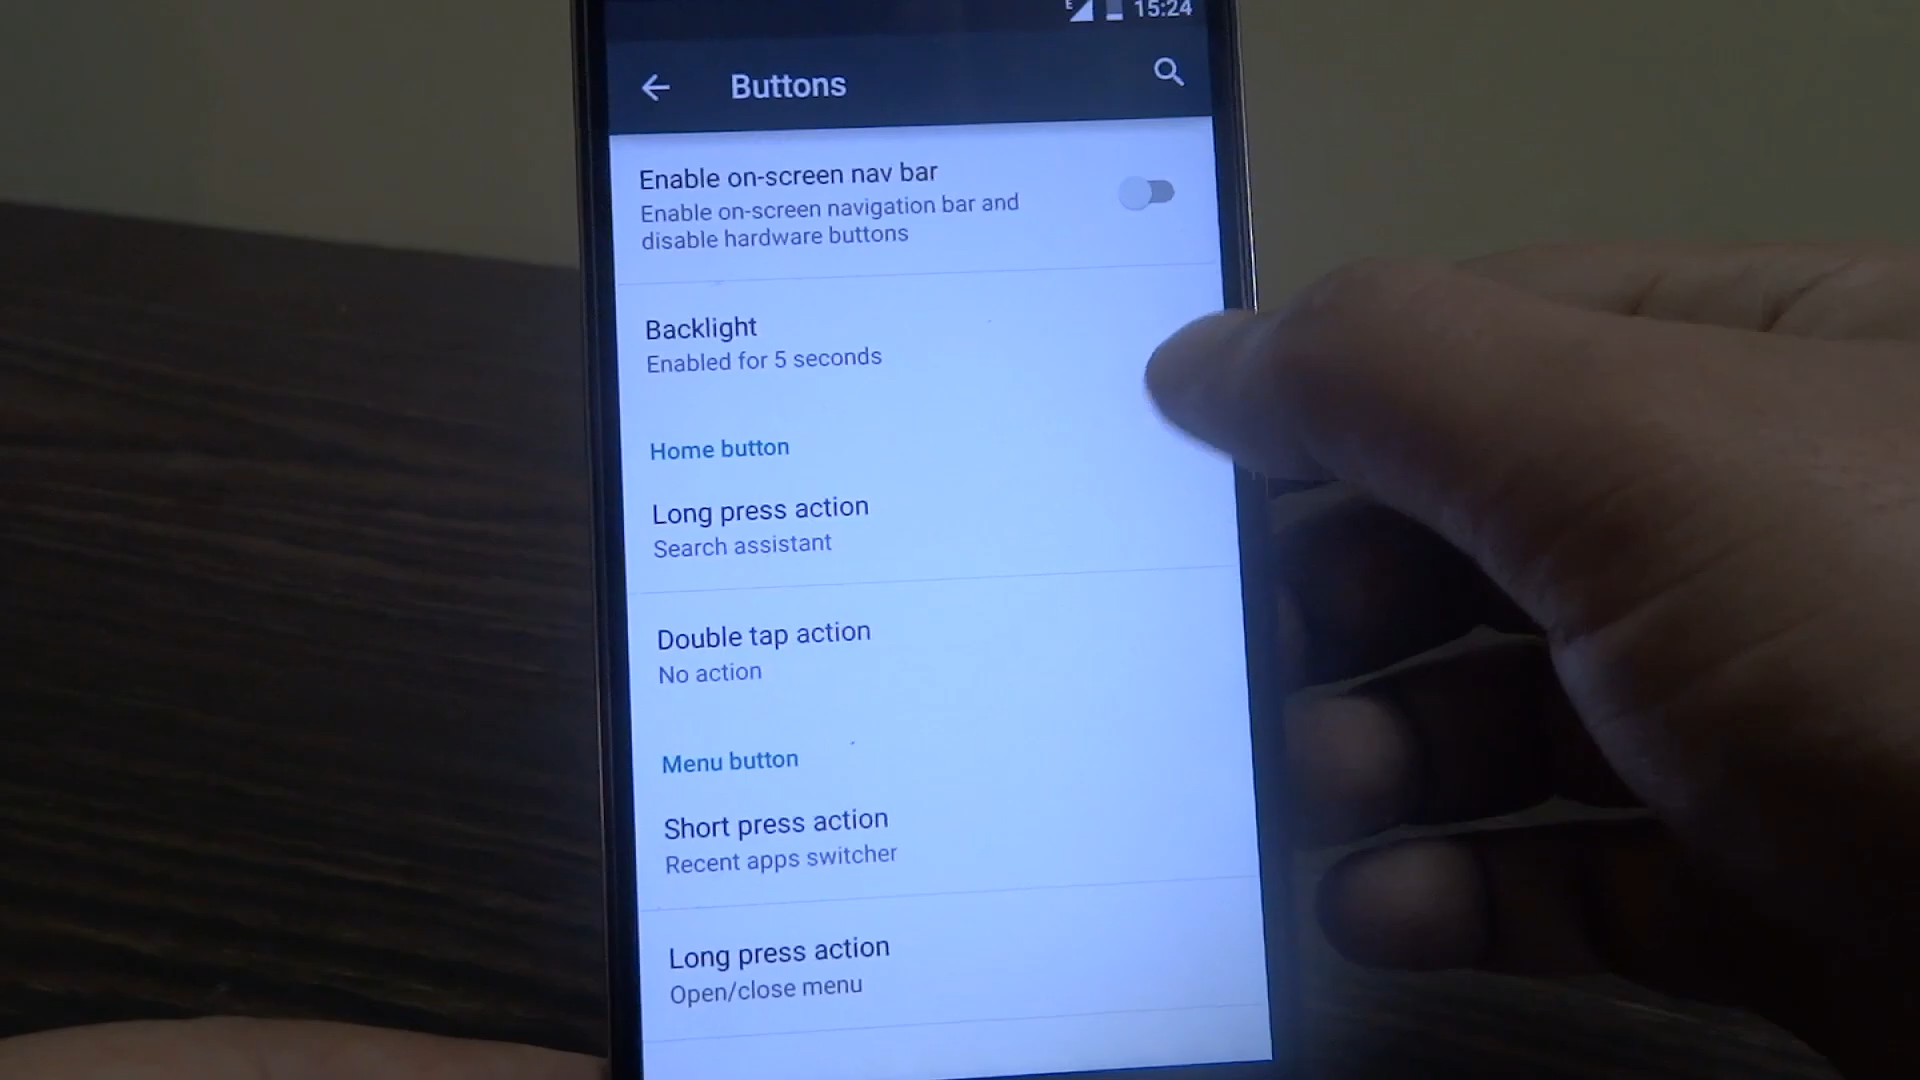 E 15:24
Buttons
Enable on-screen nav bar
Enable on-screen navigation bar and
disable hardware buttons
Backlight
Enabled for 5 seconds
Home button
Long press action
Search assistant
Double tap action
No action
Menu button
Short press action
Recent apps switcher
Long press action
Open/close menu